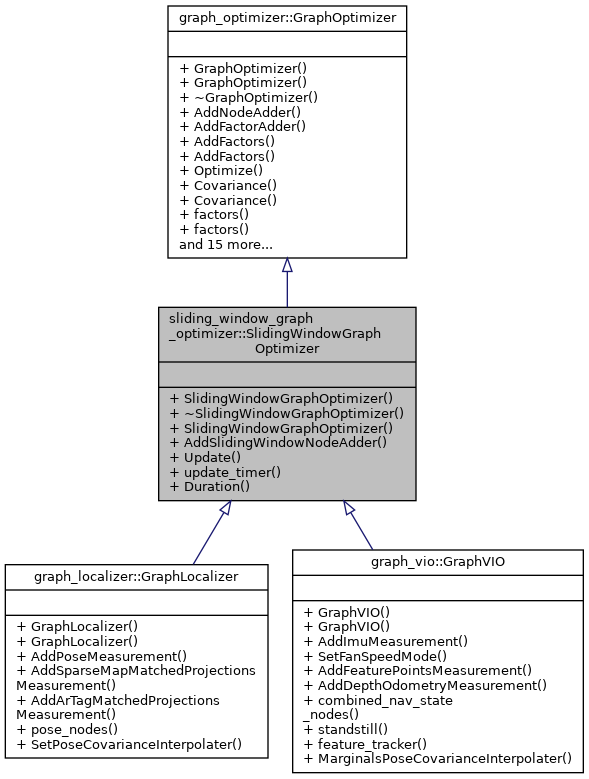 graph_optimizer::GraphOptimizer
+ GraphOptimizer()
+ GraphOptimizer()
+ ~GraphOptimizer()
+ AddNodeAdder()
+ AddFactorAdder()
+ AddFactors()
+ AddFactors()
+ Optimize()
+ Covariance()
+ Covariance()
+ factors()
+ factors()
and 15 more...
sliding_window_graph
_optimizer::SlidingWindowGraph
Optimizer
+ SlidingWindowGraphOptimizer()
+ ~SlidingWindowGraphOptimizer()
+ SlidingWindowGraphOptimizer()
+ AddSlidingWindowNodeAdder()
+ Update()
+ update_timer()
+ Duration()
graph_localizer::GraphLocalizer
+ GraphLocalizer()
+ GraphLocalizer()
+ AddPoseMeasurement()
+ AddSparseMapMatchedProjections
Measurement()
+ AddArTagMatchedProjections
Measurement()
+ pose_nodes()
+ SetPoseCovarianceInterpolater()
graph_vio::GraphVIO
+ GraphVIO()
+ GraphVIO()
+ AddImuMeasurement()
+ SetFanSpeedMode()
+ AddFeaturePointsMeasurement()
+ AddDepthOdometryMeasurement()
+ combined_nav_state
_nodes()
+ standstill()
+ feature_tracker()
+ MarginalsPoseCovarianceInterpolater()